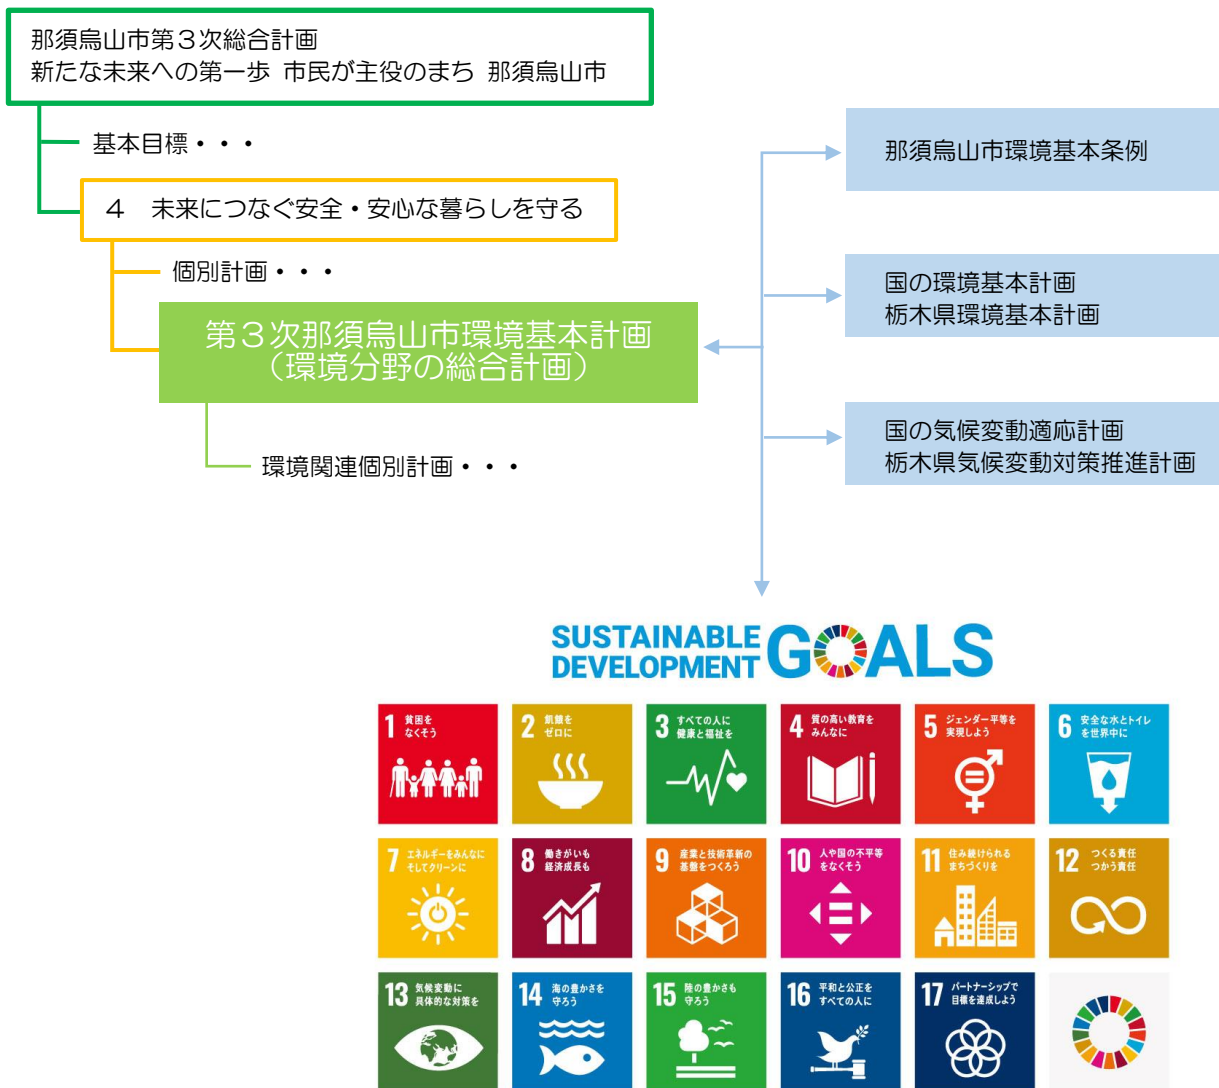 那須烏山市第３次総合計画
新たな未来への第一歩 市民が主役のまち 那須烏山市
基本目標・・・
４　未来につなぐ安全・安心な暮らしを守る
個別計画・・・
第３次那須烏山市環境基本計画
（環境分野の総合計画）
環境関連個別計画・・・
那須烏山市環境基本条例
国の環境基本計画
栃木県環境基本計画
国の気候変動適応計画
栃木県気候変動対策推進計画
SUSTAINABLE
DEVELOPMENT
GOALS
1 貧困を
なくそう
2 飢餓を
ゼロに
3 すべての人に
健康と福祉を
4 質の高い教育を
みんなに
5 ジェンダー平等を
実現しよう
6 安全な水とトイレ
を世界中に
7 エネルギーをみんなに
そしてクリーンに
8 働きがいも
経済成長も
9 産業と技術革新の
基盤をつくろう
10 人や国の不平等
をなくそう
11 住み続けられる
まちづくりを
12 つくる責任
つかう責任
13 気候変動に
具体的な対策を
14 海の豊かさを
守ろう
15 陸の豊かさも
守ろう
16 平和と公正を
すべての人に
17 パートナーシップで
目標を達成しよう